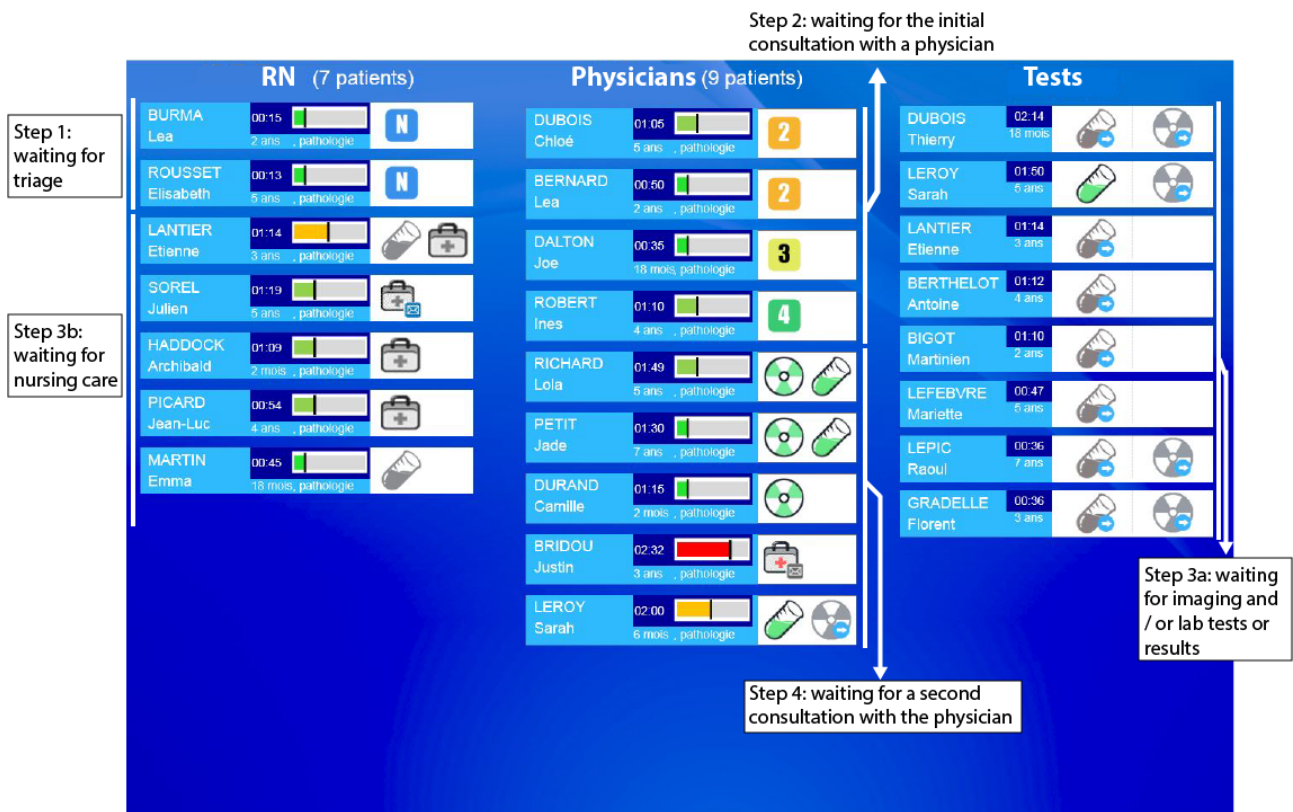 Step 2: waiting for the initial
consultation with a physician
RN (7 patients)
Physicians (9 patients)
Tests
Step 1:
waiting for
triage
Step 3b:
waiting for
nursing care
BURMA
Lea
00:15
2 ans , pathologie
N
ROUSSET
Elisabeth
00:13
5 ans , pathologie
N
LANTIER
Etienne
01:14
3 ans , pathologie
SOREL
Julien
01:19
5 ans , pathologie
HADDOCK
Archibald
01:09
2 mois , pathologie
PICARD
Jean-Luc
00:54
4 ans , pathologie
MARTIN
Emma
00:45
18 mois, pathologie
DUBOIS
Chloé
01:05
5 ans , pathologie
2
BERNARD
Lea
00:50
2 ans , pathologie
2
DALTON
Joe
00:35
18 mois, pathologie
3
ROBERT
Ines
01:10
4 ans , pathologie
4
RICHARD
Lola
01:49
5 ans , pathologie
PETIT
Jade
01:30
7 ans , pathologie
DURAND
Camille
01:15
2 mois , pathologie
BRIDOU
Justin
02:32
3 ans , pathologie
LEROY
Sarah
02:00
6 mois , pathologie
DUBOIS
Thierry
02:14
18 mois
LEROY
Sarah
01:50
5 ans
LANTIER
Etienne
01:14
3 ans
BERTHELOT
Antoine
01:12
4 ans
BIGOT
Martinien
01:10
2 ans
LEFEBVRE
Mariette
00:47
5 ans
LEPIC
Raoul
00:36
7 ans
GRADELLE
Florent
00:36
3 ans
Step 3a: waiting
for imaging and
/ or lab tests or
results
Step 4: waiting for a second
consultation with the physician